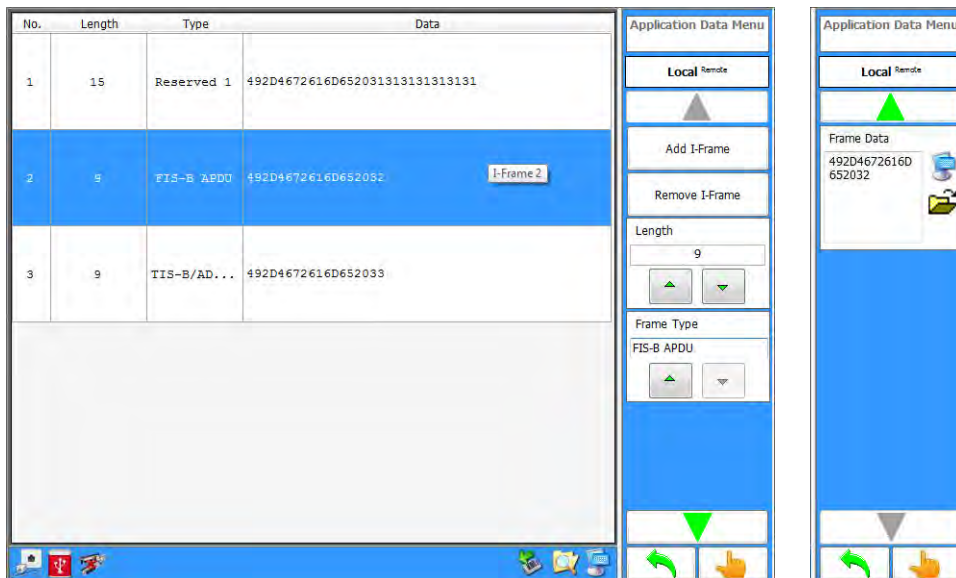 No. Length Type Data
1 15 Reserved 1 492D4672616D652031313131313131
2 9 FIS-B APDU 492D4672616D652032
I-Frame 2
3 9 TIS-B/AD... 492D4672616D652033
Application Data Menu
Local Remote
Add I-Frame
Remove I-Frame
Length
9
Frame Type
FIS-B APDU
Application Data Menu
Local Remote
Frame Data
492D4672616D
652032